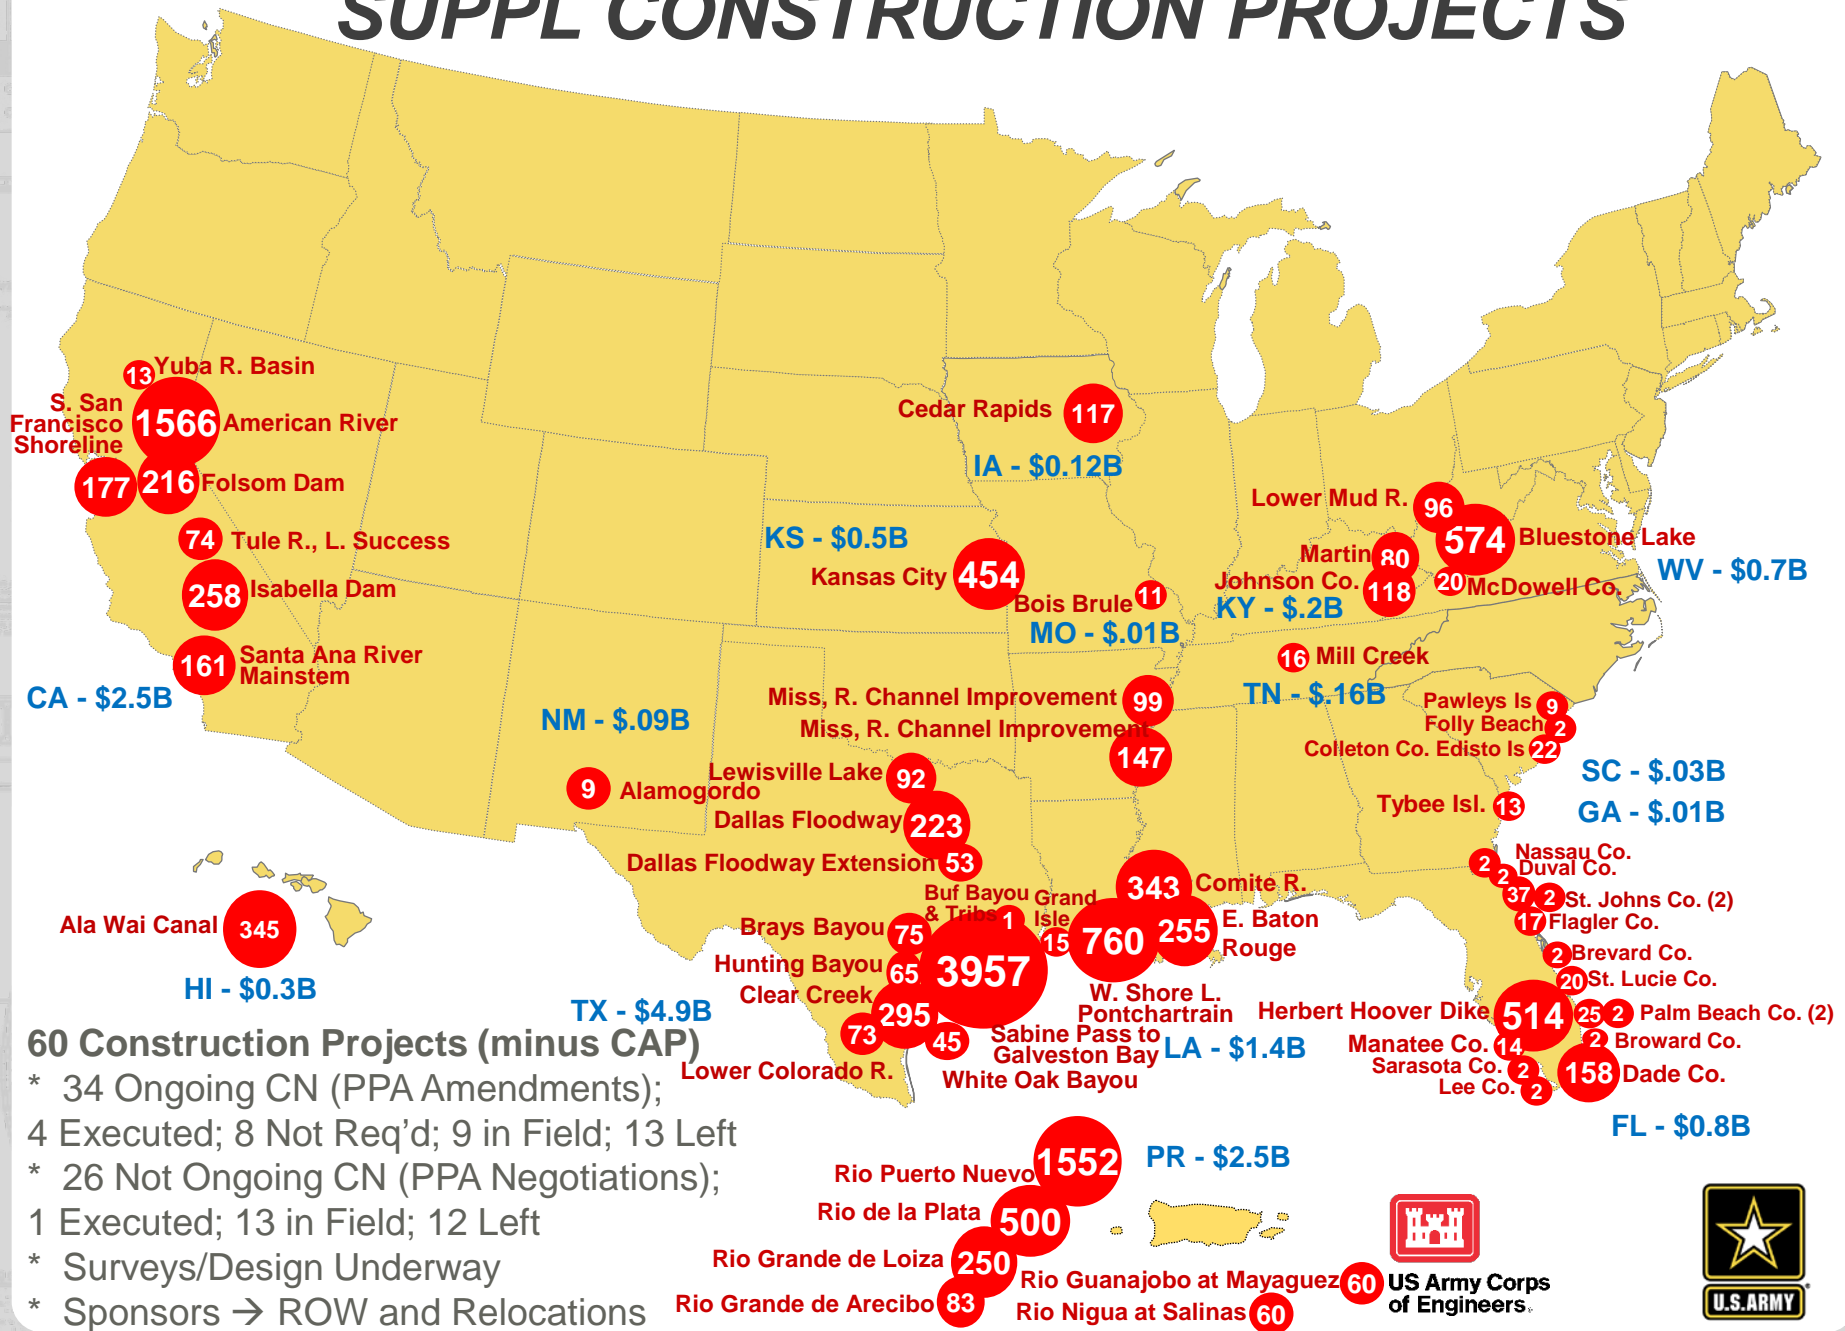 SUPPL CONSTRUCTION PROJECTS
13 Yuba R. Basin
S. San
Francisco
Shoreline
1566 American River
177
216 Folsom Dam
74 Tule R., L. Success
258 Isabella Dam
161 Santa Ana River
Mainstem
CA - $2.5B
Cedar Rapids 117
IA - $0.12B
KS - $0.5B
Kansas City 454
Bois Brule 11
MO - $.01B
Lower Mud R. 96
574 Bluestone Lake
Martin 80
Johnson Co. 118
20 McDowell Co.
WV - $0.7B
KY - $.2B
16 Mill Creek
TN - $.16B
Miss, R. Channel Improvement 99
Miss, R. Channel Improvement
147
NM - $.09B
9 Alamogordo
Pawleys Is 9
Folly Beach 2
Colleton Co. Edisto Is 22
SC - $.03B
Tybee Isl. 13
GA - $.01B
Lewisville Lake 92
Dallas Floodway 223
Dallas Floodway Extension 53
Buf Bayou
& Tribs 1
Grand
Isle
15
Brays Bayou 75
Hunting Bayou 65
3957
Clear Creek 295
73
Lower Colorado R.
45
White Oak Bayou
Sabine Pass to
Galveston Bay
TX - $4.9B
343 Comite R.
760
W. Shore L.
Pontchartrain
255 E. Baton
Rouge
LA - $1.4B
2 Nassau Co.
2 Duval Co.
37 2 St. Johns Co. (2)
17 Flagler Co.
2 Brevard Co.
20 St. Lucie Co.
Herbert Hoover Dike 514
25 2 Palm Beach Co. (2)
2 Broward Co.
Manatee Co. 14
Sarasota Co. 2
Lee Co. 2
158 Dade Co.
FL - $0.8B
Ala Wai Canal 345
HI - $0.3B
60 Construction Projects (minus CAP)
* 34 Ongoing CN (PPA Amendments);
4 Executed; 8 Not Req'd; 9 in Field; 13 Left
* 26 Not Ongoing CN (PPA Negotiations);
1 Executed; 13 in Field; 12 Left
* Surveys/Design Underway
* Sponsors → ROW and Relocations
PR - $2.5B
Rio Puerto Nuevo 1552
Rio de la Plata 500
Rio Grande de Loiza 250
Rio Grande de Arecibo 83
Rio Guanajobo at Mayaguez 60
Rio Nigua at Salinas 60
US Army Corps
of Engineers®
U.S.ARMY